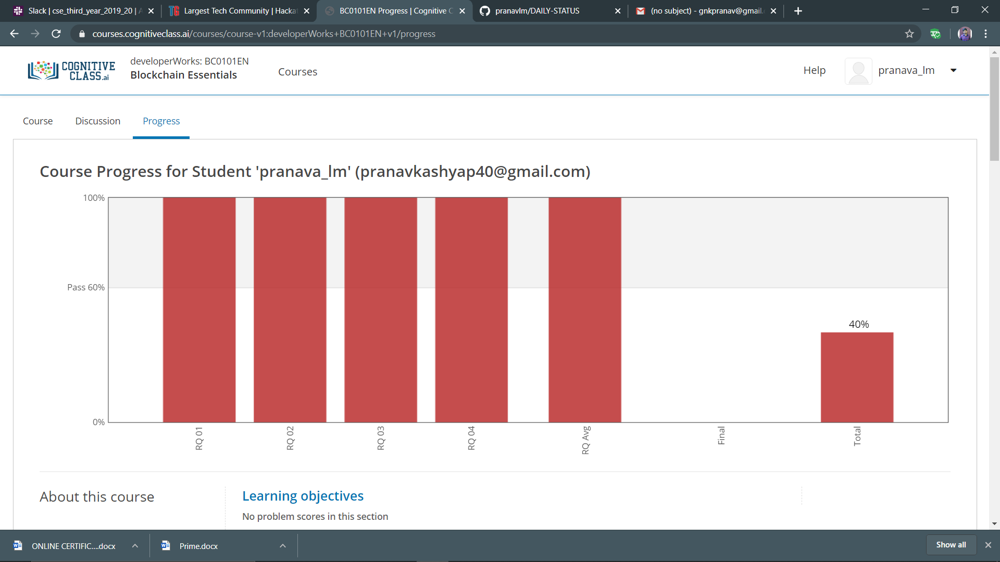 Slack | cse_third_year_2019_20 | A
Largest Tech Community | Hackat
BC0101EN Progress | Cognitive C
pranavlm/DAILY-STATUS
(no subject) - gnkpranav@gmail.c
courses.cognitiveclass.ai/courses/course-v1:developerWorks+BC0101EN+v1/progress
COGNITIVE
CLASS.ai
developerWorks: BC0101EN
Blockchain Essentials
Courses
Help
pranava_lm
Course
Discussion
Progress
Course Progress for Student 'pranava_lm' (pranavkashyap40@gmail.com)
100%
Pass 60%
0%
40%
RQ 01
RQ 02
RQ 03
RQ 04
RQ Avg
Final
Total
About this course
Learning objectives
No problem scores in this section
ONLINE CERTIFIC....docx
Prime.docx
Show all